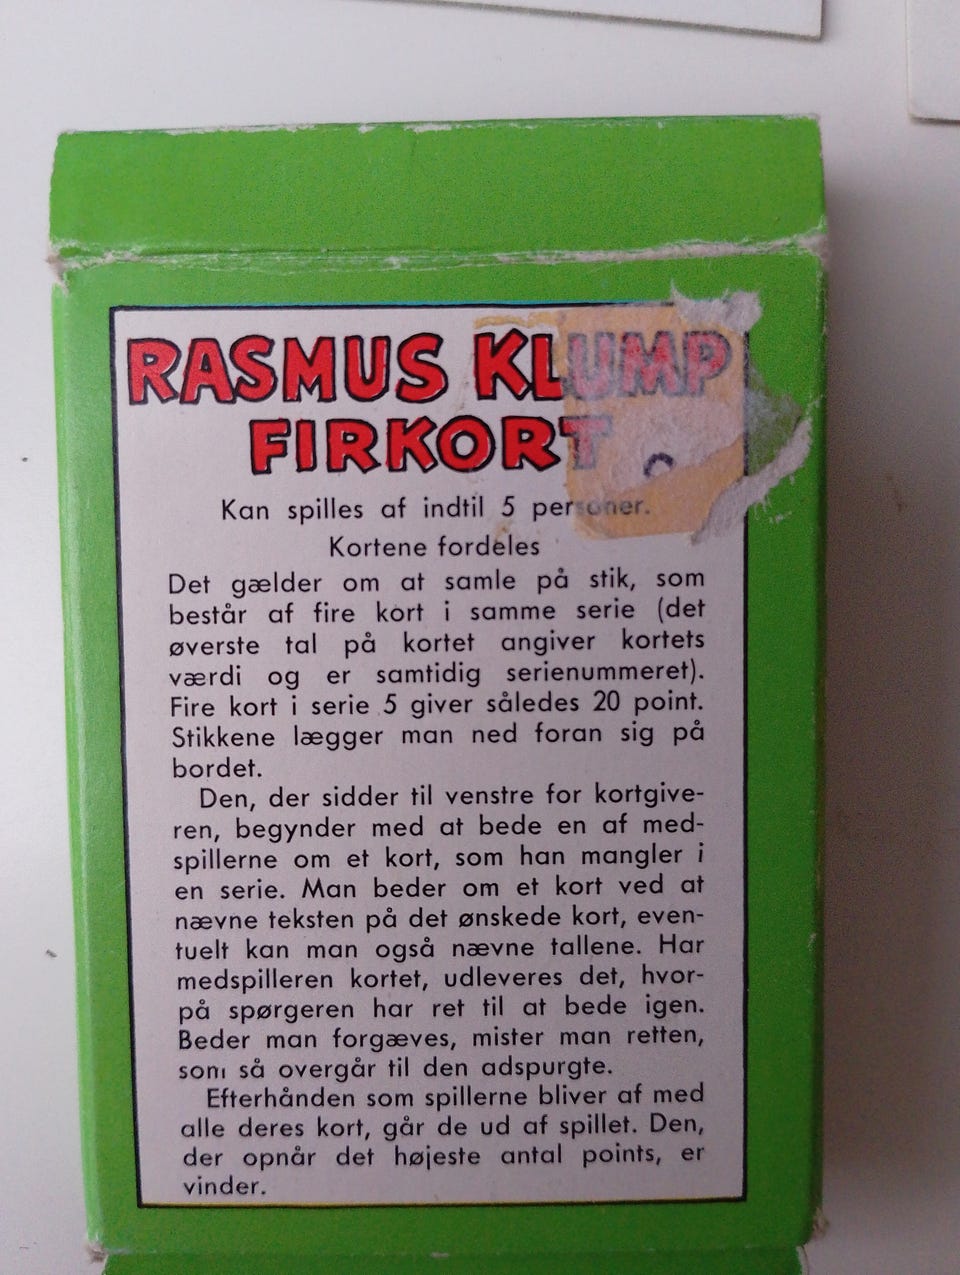 RASMUS KLUMP
FIRKORT
Kan spilles af indtil 5 personer.
Kortene fordeles
Det gælder om at samle på stik, som
består af fire kort i samme serie (det
øverste tal på kortet angiver kortets
værdi og er samtidig serienummeret).
Fire kort i serie 5 giver således 20 point.
Stikkene lægger man ned foran sig på
bordet.
Den, der sidder til venstre for kortgive-
ren, begynder med at bede en af med-
spillerne om et kort, som han mangler i
en serie. Man beder om et kort ved at
nævne teksten på det ønskede kort, even-
tuelt kan man også nævne tallene. Har
medspilleren kortet, udleveres det, hvor-
på spørgeren har ret til at bede igen.
Beder man forgæves, mister man retten,
som så overgår til den adspurgte.
Efterhånden som spillerne bliver af med
alle deres kort, går de ud af spillet. Den,
der opnår det højeste antal points, er
vinder.